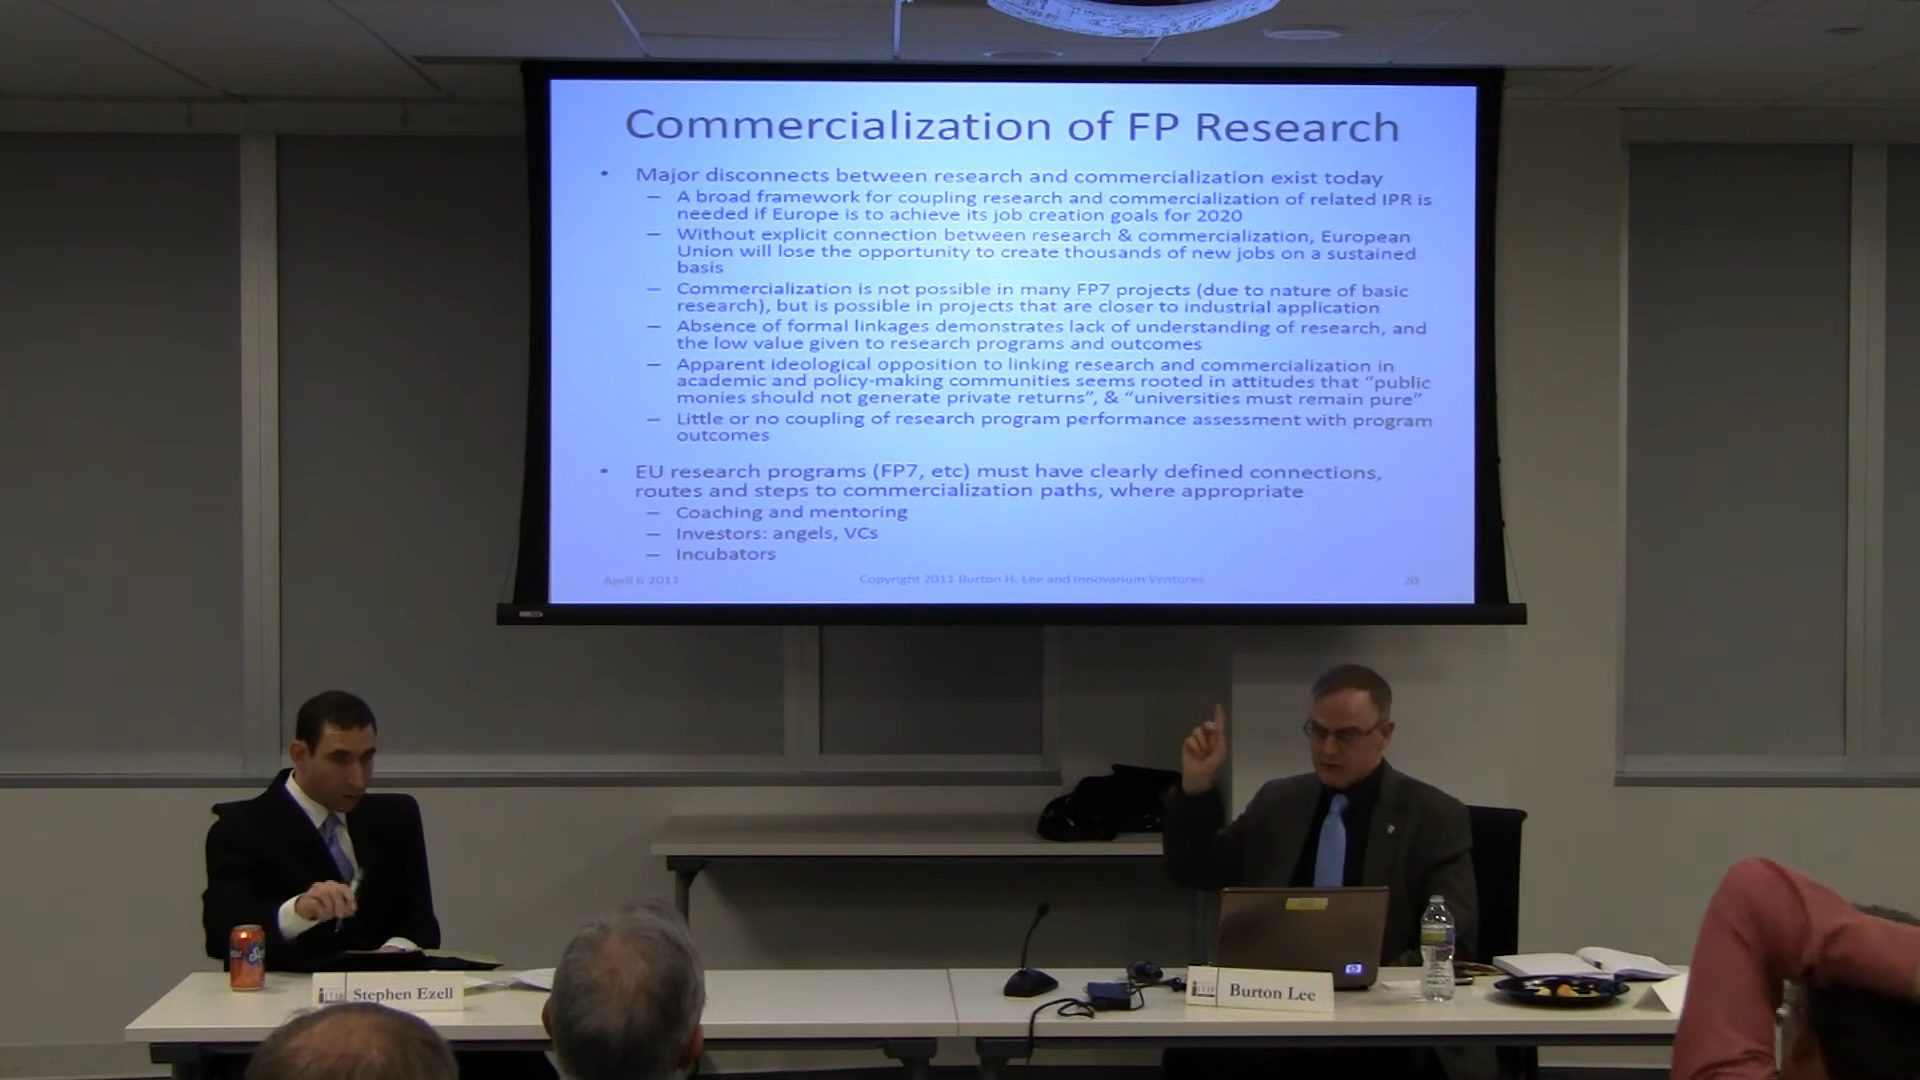 Commercialization of FP Research
• Major disconnects between research and commercialization exist today
– A broad framework for coupling research and commercialization of related IPR is
needed if Europe is to achieve its job creation goals for 2020
– Without explicit connection between research & commercialization, European
Union will lose the opportunity to create thousands of new jobs on a sustained
basis
– Commercialization is not possible in many FP7 projects (due to nature of basic
research), but is possible in projects that are closer to industrial application
– Absence of formal linkages demonstrates lack of understanding of research, and
the low value given to research programs and outcomes
– Apparent ideological opposition to linking research and commercialization in
academic and policy-making communities seems rooted in attitudes that “public
monies should not generate private returns”, & “universities must remain pure”
– Little or no coupling of research program performance assessment with program
outcomes
• EU research programs (FP7, etc) must have clearly defined connections,
routes and steps to commercialization paths, where appropriate
– Coaching and mentoring
– Investors: angels, VCs
– Incubators
April 6 2011 Copyright 2011 Burton H. Lee and Innovarium Ventures 20
ITIF Stephen Ezell
ITIF Burton Lee
hp